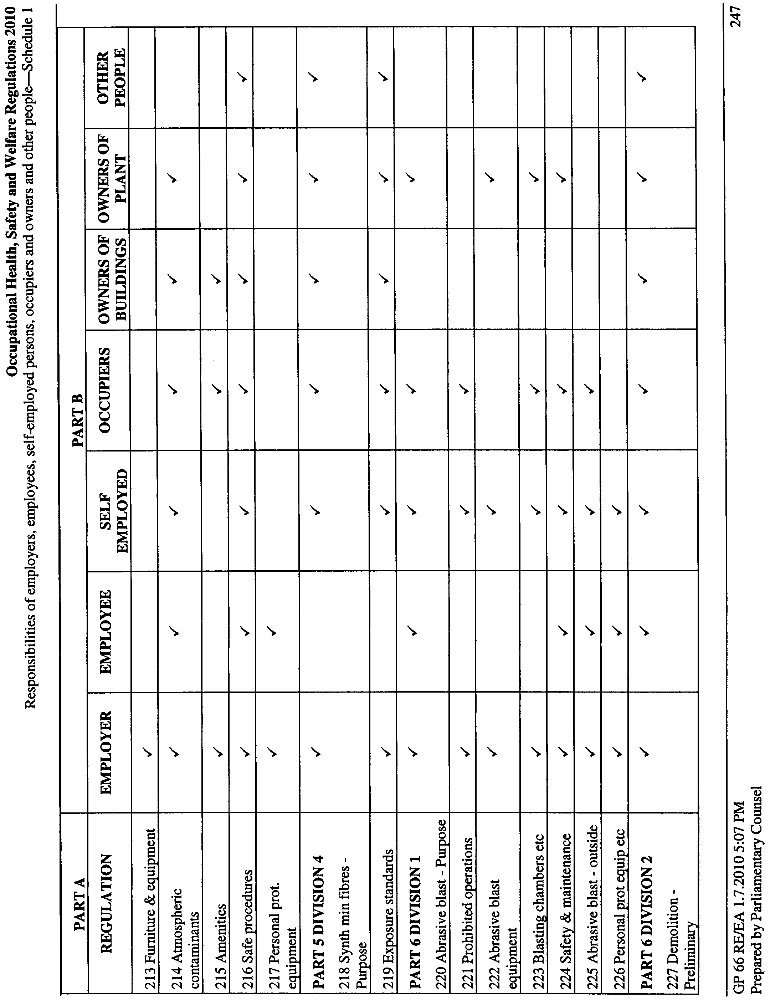 Occupational Health, Safety and Welfare Regulations 2010
Responsibilities of employers, employees, self-employed persons, occupiers and owners and other people—Schedule 1
PART A PART B
REGULATION EMPLOYER EMPLOYEE SELF EMPLOYED OCCUPIERS OWNERS OF BUILDINGS OWNERS OF PLANT OTHER PEOPLE
213 Furniture & equipment ✓
214 Atmospheric ✓ ✓ ✓ ✓ ✓ ✓
contaminants
215 Amenities ✓ ✓ ✓
216 Safe procedures ✓ ✓ ✓ ✓ ✓ ✓ ✓
217 Personal prot. ✓ ✓
equipment
PART 5 DIVISION 4 ✓ ✓ ✓ ✓ ✓ ✓
218 Synth min fibres -
Purpose
219 Exposure standards ✓ ✓ ✓ ✓ ✓ ✓
PART 6 DIVISION 1 ✓ ✓ ✓ ✓ ✓
220 Abrasive blast - Purpose
221 Prohibited operations ✓ ✓ ✓
222 Abrasive blast ✓ ✓ ✓
equipment
223 Blasting chambers etc ✓ ✓ ✓ ✓
224 Safety & maintenance ✓ ✓ ✓ ✓ ✓
225 Abrasive blast - outside ✓ ✓ ✓ ✓
226 Personal prot equip etc ✓ ✓ ✓
PART 6 DIVISION 2 ✓ ✓ ✓ ✓ ✓ ✓ ✓
227 Demolition -
Preliminary
GP 66 RE/EA 1.7.2010 5:07 PM 247
Prepared by Parliamentary Counsel